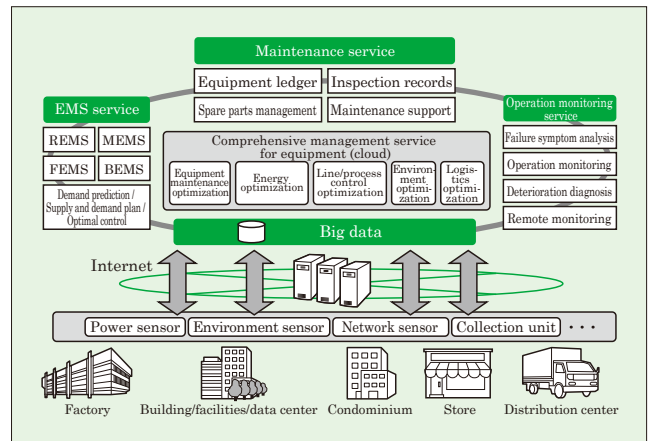 Maintenance service
Equipment ledger
Inspection records
Spare parts management
Maintenance support
EMS service
REMS
MEMS
FEMS
BEMS
Demand prediction /
Supply and demand plan /
Optimal control
Operation monitoring
service
Failure symptom analysis
Operation monitoring
Deterioration diagnosis
Remote monitoring
Comprehensive management service
for equipment (cloud)
Equipment
maintenance
optimization
Energy
optimization
Line/process
control
optimization
Environ-
ment
optimi-
zation
Logis-
tics
optimi-
zation
Big data
Internet
Power sensor
Environment sensor
Network sensor
Collection unit
· · ·
Factory
Building/facilities/data center
Condominium
Store
Distribution center